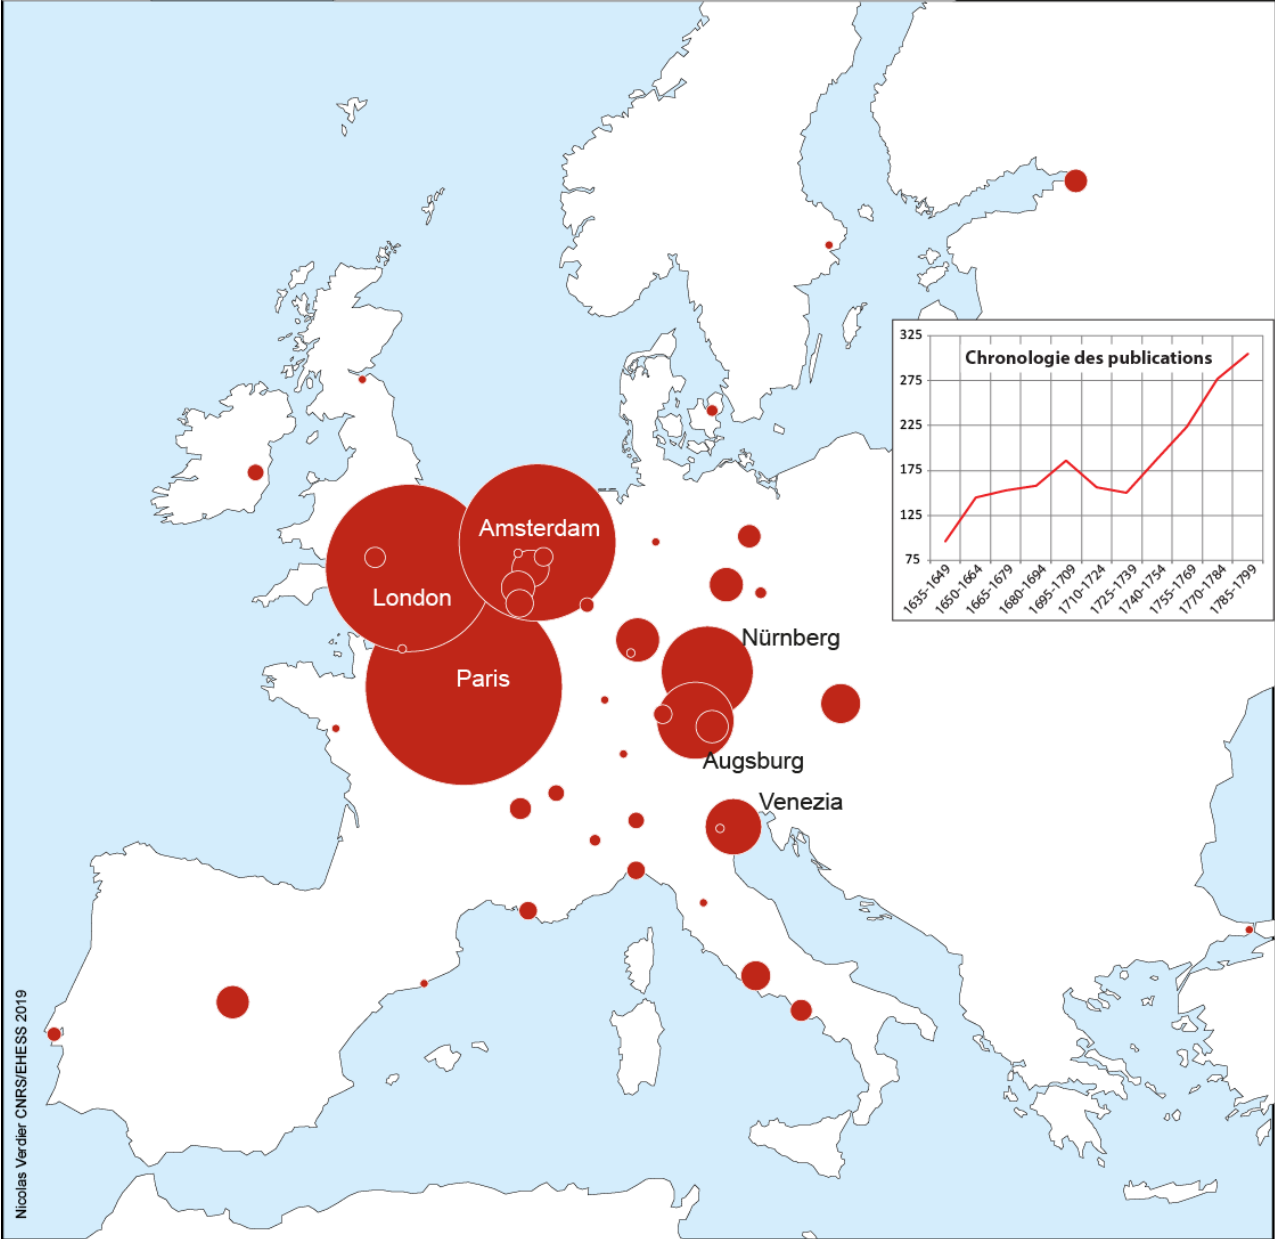 Amsterdam
London
Paris
Nürnberg
Augsburg
Venezia
Chronologie des publications
325
275
225
175
125
75
1635-1649
1650-1664
1665-1679
1680-1694
1695-1709
1710-1724
1725-1739
1740-1754
1755-1769
1770-1784
1785-1799
Nicolas Verdier CNRS/EHESS 2019